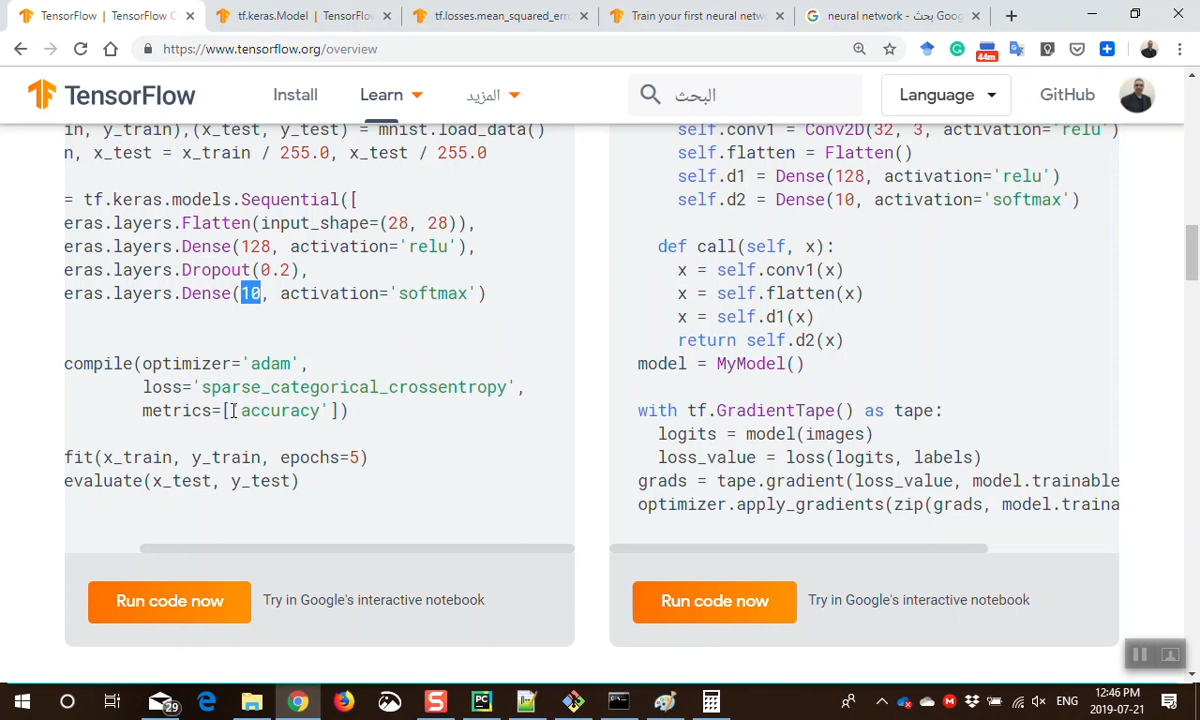 TensorFlow | TensorFlow C
tf.keras.Model | TensorFlow
tf.losses.mean_squared_erro
Train your first neural netw
neural network - بحث Goog
https://www.tensorflow.org/overview
44m
TensorFlow
Install
Learn
المزيد
البحث
Language
GitHub
in, y_train),(x_test, y_test) = mnist.load_data()
n, x_test = x_train / 255.0, x_test / 255.0
= tf.keras.models.Sequential([
eras.layers.Flatten(input_shape=(28, 28)),
eras.layers.Dense(128, activation='relu'),
eras.layers.Dropout(0.2),
eras.layers.Dense(10, activation='softmax')
compile(optimizer='adam',
loss='sparse_categorical_crossentropy',
metrics=['accuracy'])
fit(x_train, y_train, epochs=5)
evaluate(x_test, y_test)
Run code now
Try in Google's interactive notebook
self.conv1 = Conv2D(32, 3, activation='relu')
self.flatten = Flatten()
self.d1 = Dense(128, activation='relu')
self.d2 = Dense(10, activation='softmax')
def call(self, x):
x = self.conv1(x)
x = self.flatten(x)
x = self.d1(x)
return self.d2(x)
model = MyModel()
with tf.GradientTape() as tape:
logits = model(images)
loss_value = loss(logits, labels)
grads = tape.gradient(loss_value, model.trainable
optimizer.apply_gradients(zip(grads, model.traina
Run code now
Try in Google's interactive notebook
29
ENG
12:46 PM
2019-07-21